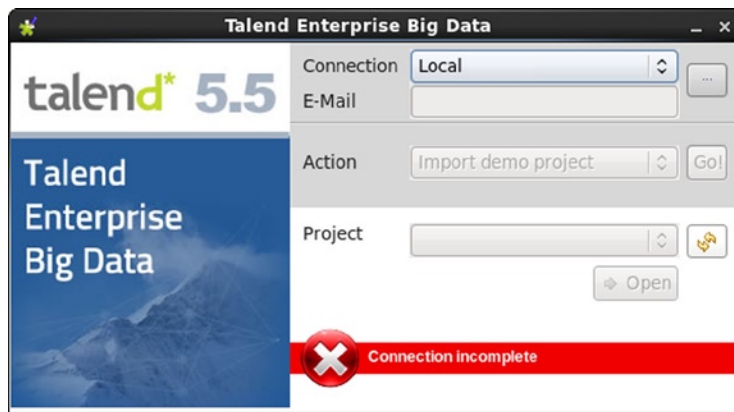 Talend Enterprise Big Data
talend* 5.5
Talend
Enterprise
Big Data
Connection Local ...
E-Mail
Action Import demo project Go!
Project
Open
Connection incomplete